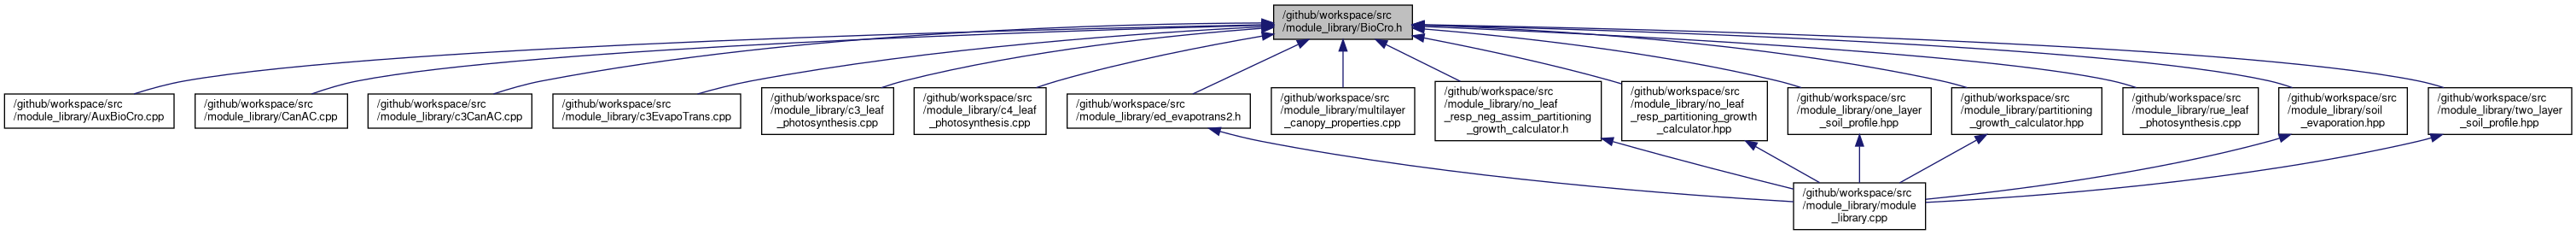 /github/workspace/src
/module_library/BioCro.h
/github/workspace/src
/module_library/AuxBioCro.cpp
/github/workspace/src
/module_library/CanAC.cpp
/github/workspace/src
/module_library/c3CanAC.cpp
/github/workspace/src
/module_library/c3EvapoTrans.cpp
/github/workspace/src
/module_library/c3_leaf
_photosynthesis.cpp
/github/workspace/src
/module_library/c4_leaf
_photosynthesis.cpp
/github/workspace/src
/module_library/ed_evapotrans2.h
/github/workspace/src
/module_library/multilayer
_canopy_properties.cpp
/github/workspace/src
/module_library/no_leaf
_resp_neg_assim_partitioning
_growth_calculator.h
/github/workspace/src
/module_library/no_leaf
_resp_partitioning_growth
_calculator.hpp
/github/workspace/src
/module_library/one_layer
_soil_profile.hpp
/github/workspace/src
/module_library/partitioning
_growth_calculator.hpp
/github/workspace/src
/module_library/rue_leaf
_photosynthesis.cpp
/github/workspace/src
/module_library/soil
_evaporation.hpp
/github/workspace/src
/module_library/two_layer
_soil_profile.hpp
/github/workspace/src
/module_library/module
_library.cpp